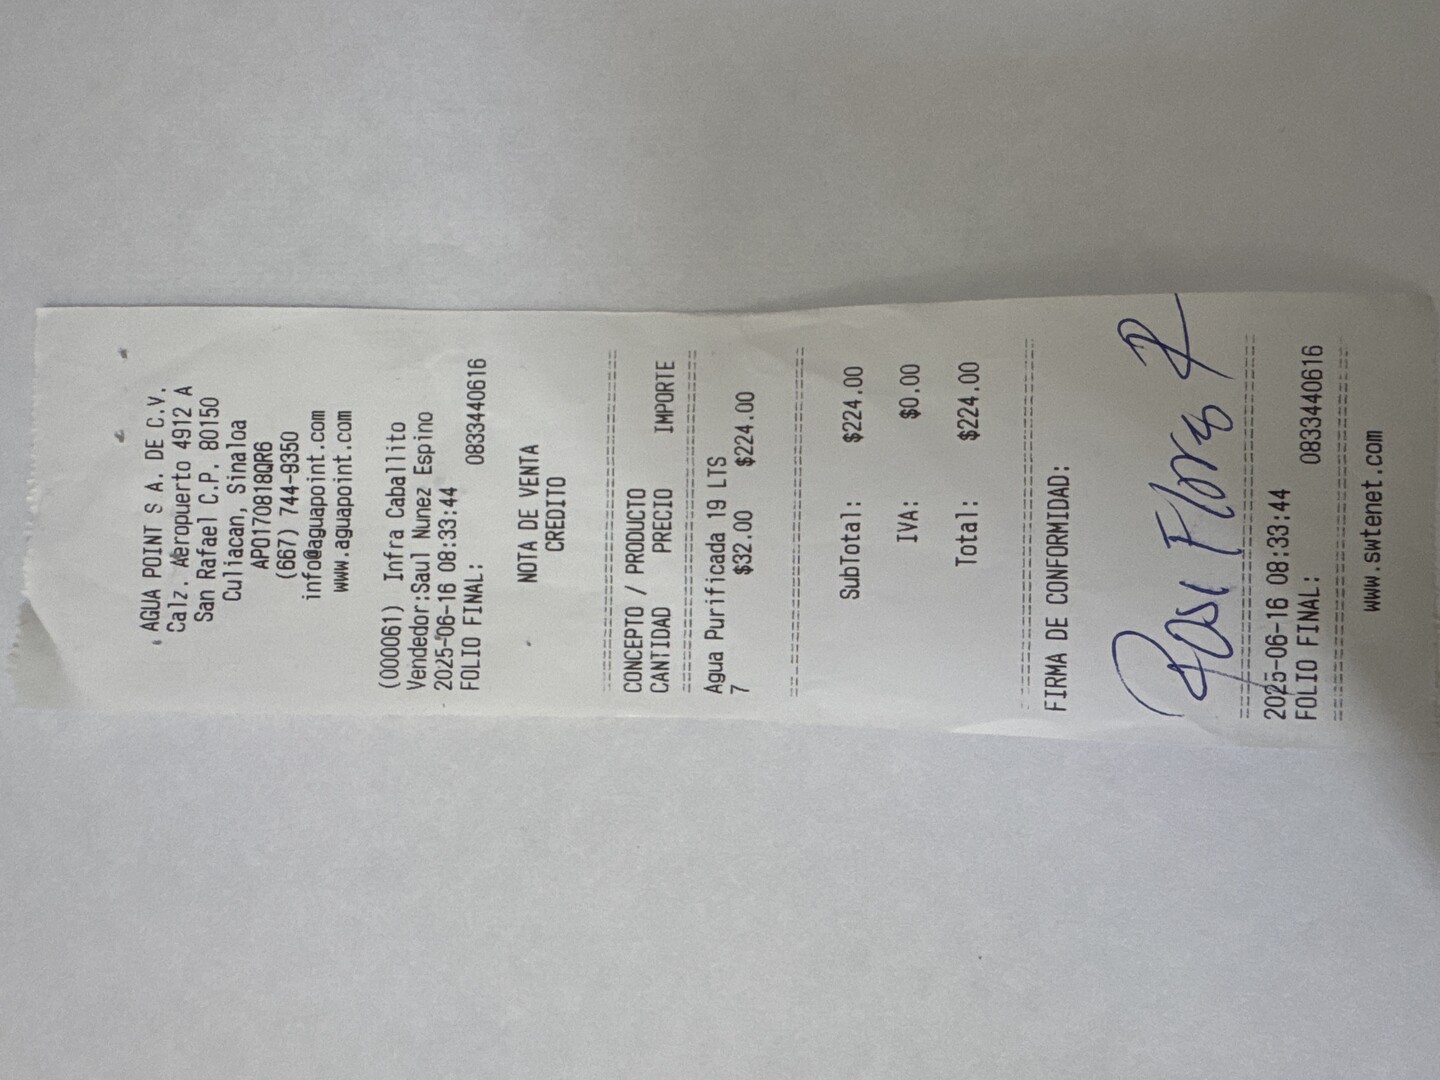 AGUA POINT S A. DE C.V.
Calz. Aeropuerto 4912 A
San Rafael C.P. 80150
Culiacan, Sinaloa
APO170818QR6
(667) 744-9350
info@aguapoint.com
www.aguapoint.com
(000061) Infra Caballito
Vendedor:Saul Nunez Espino
2025-06-16 08:33:44
FOLIO FINAL: 0833440616
NOTA DE VENTA
CREDITO
==============================
CONCEPTO / PRODUCTO
CANTIDAD PRECIO IMPORTE
==============================
Agua Purificada 19 LTS
7 $32.00 $224.00
==============================
SubTotal: $224.00
IVA: $0.00
Total: $224.00
==============================
FIRMA DE CONFORMIDAD:
Rosi Flores R
==============================
2025-06-16 08:33:44
FOLIO FINAL: 0833440616
==============================
www.swtenet.com